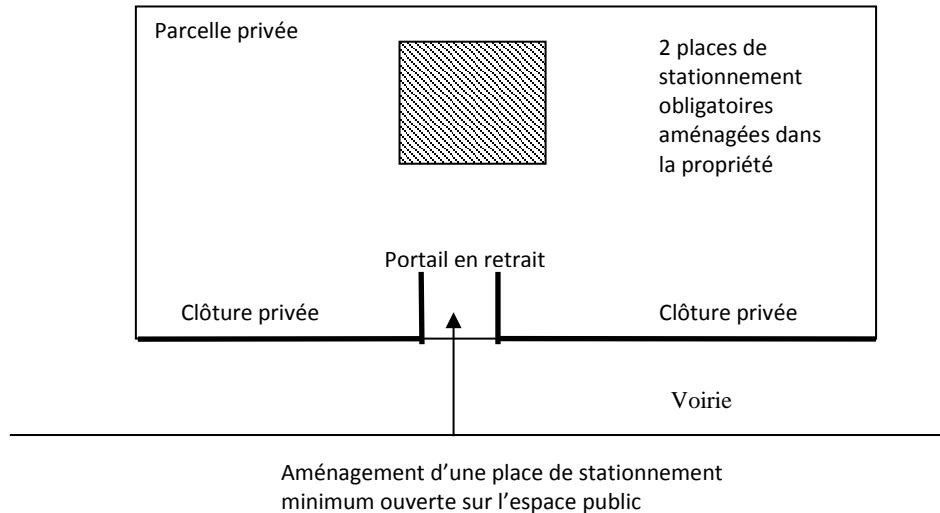 Parcelle privée
2 places de
stationnement
obligatoires
aménagées dans
la propriété
Portail en retrait
Clôture privée
Clôture privée
Voirie
Aménagement d’une place de stationnement
minimum ouverte sur l’espace public